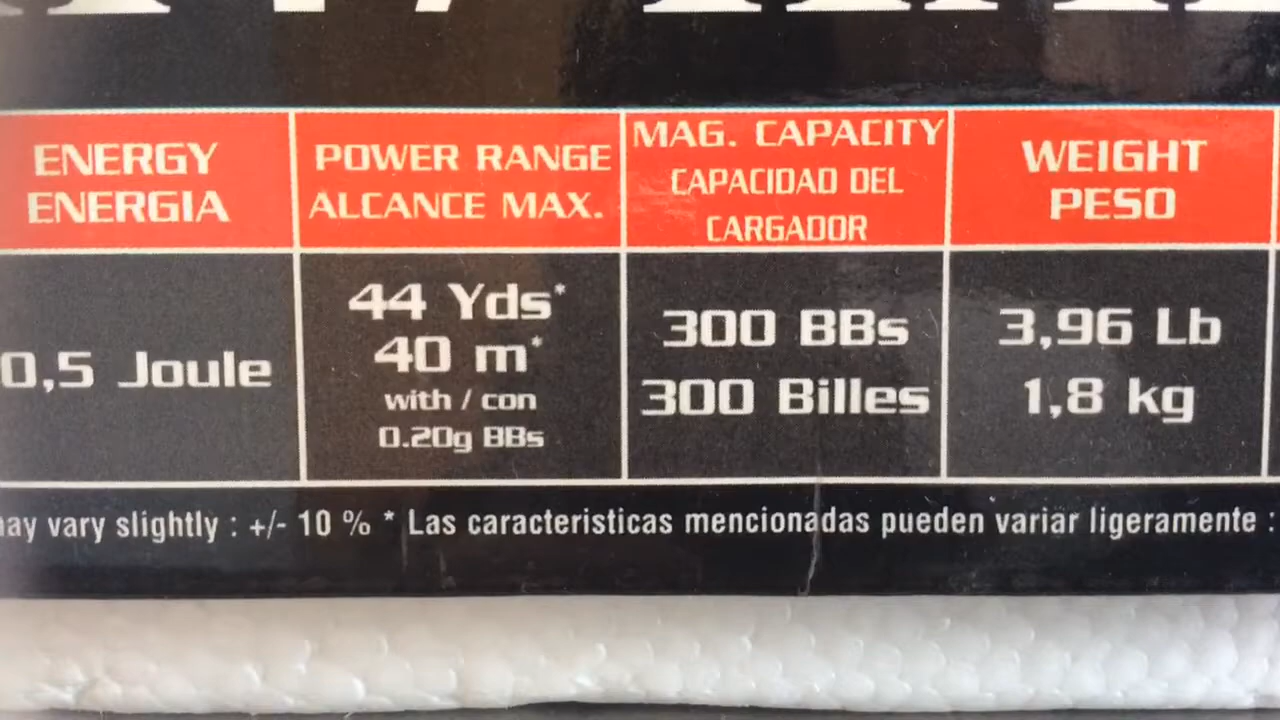 ENERGY
ENERGIA
POWER RANGE
ALCANCE MAX.
MAG. CAPACITY
CAPACIDAD DEL
CARGADOR
WEIGHT
PESO
0,5 Joule
44 Yds*
40 m*
with / con
0.20g BBs
300 BBs
300 Billes
3,96 Lb
1,8 kg
may vary slightly : +/- 10 % * Las caracteristicas mencionadas pueden variar ligeramente :